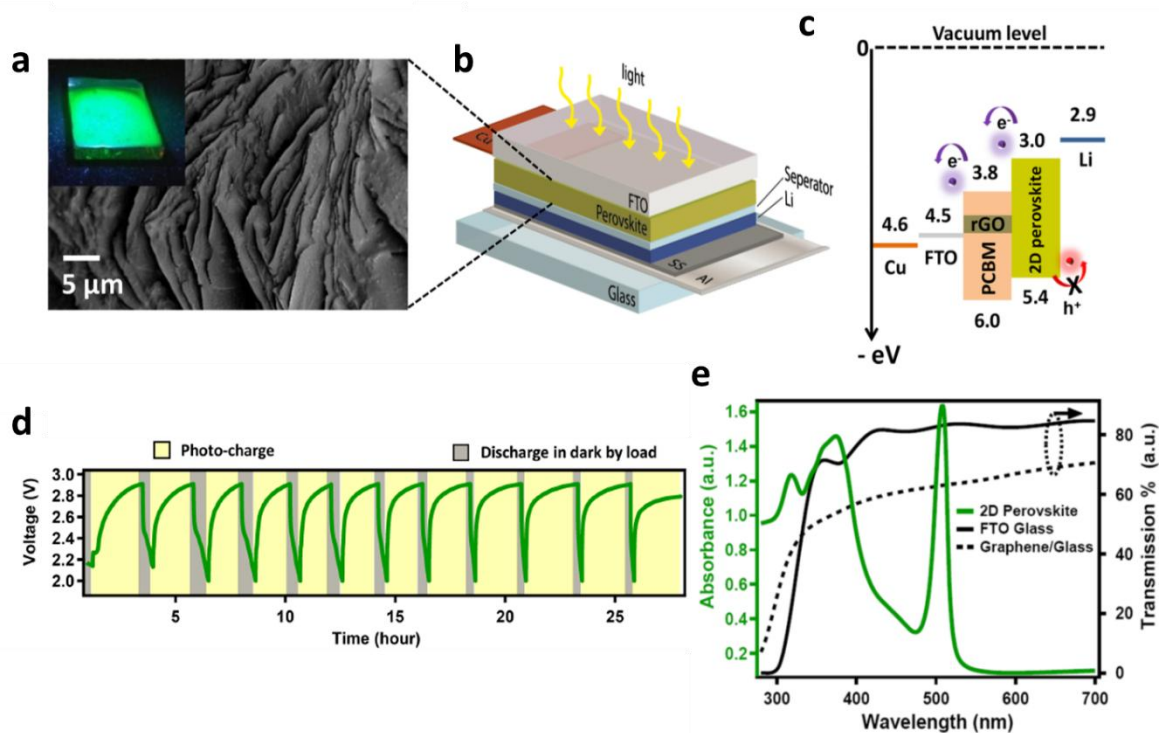 a
5 µm
b
light
Cu
FTO
Perovskite
Seperator
Li
SS
Al
Glass
c
Vacuum level
0
e-
3.0
2.9
Li
e-
3.8
4.6
4.5
rGO
2D perovskite
Cu
FTO
PCBM
5.4
X
h+
6.0
- eV
d
Photo-charge
Discharge in dark by load
Voltage (V)
3.0
2.8
2.6
2.4
2.2
2.0
5
10
15
20
25
Time (hour)
e
Absorbance (a.u.)
1.6
1.4
1.2
1.0
0.8
0.6
0.4
0.2
2D Perovskite
FTO Glass
Graphene/Glass
80
60
40
20
0
Transmission % (a.u.)
300
400
500
600
700
Wavelength (nm)